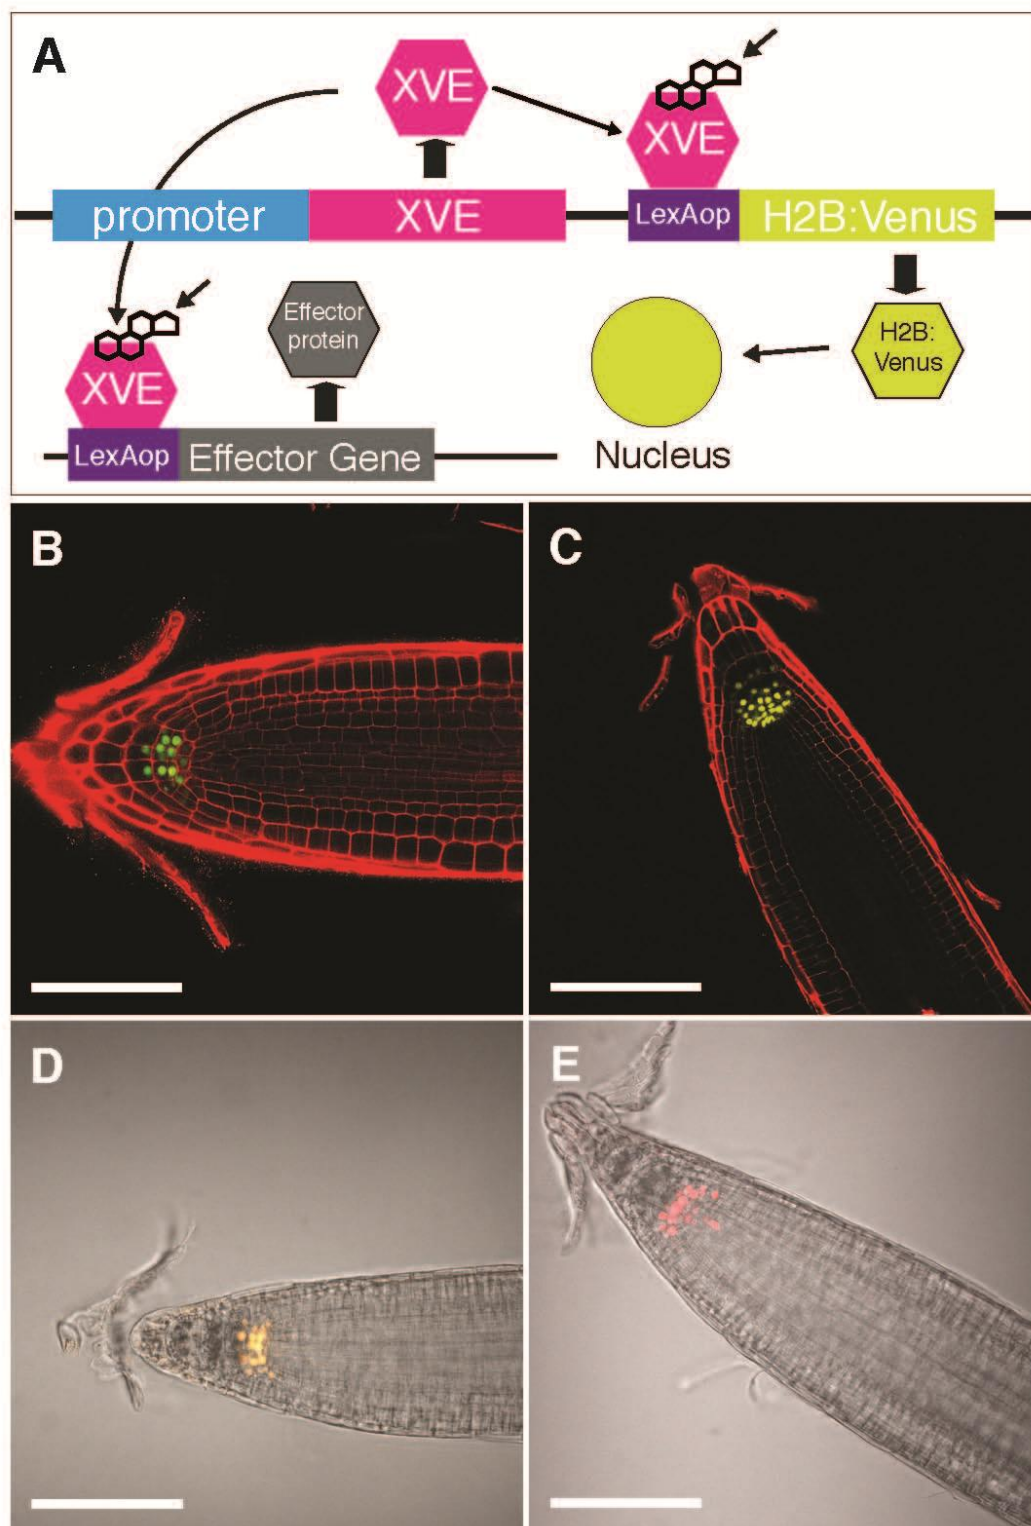 A
XVE
XVE
promoter
XVE
LexAop
H2B:Venus
Effector
protein
H2B:
Venus
XVE
LexAop
Effector Gene
Nucleus
B
C
D
E